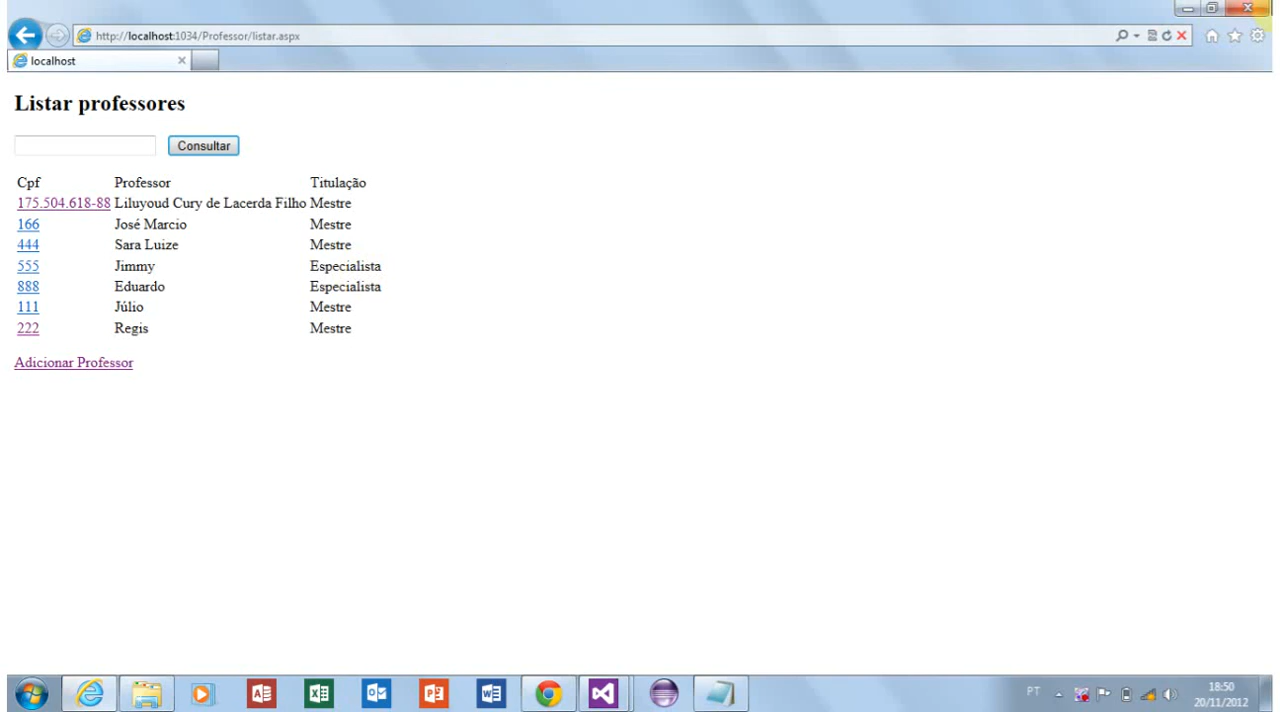 http://localhost:1034/Professor/listar.aspx
localhost
Listar professores
Consultar
Cpf Professor Titulação
175.504.618-88 Liluyoud Cury de Lacerda Filho Mestre
166 José Marcio Mestre
444 Sara Luize Mestre
555 Jimmy Especialista
888 Eduardo Especialista
111 Júlio Mestre
222 Regis Mestre
Adicionar Professor
PT
18:50
20/11/2012